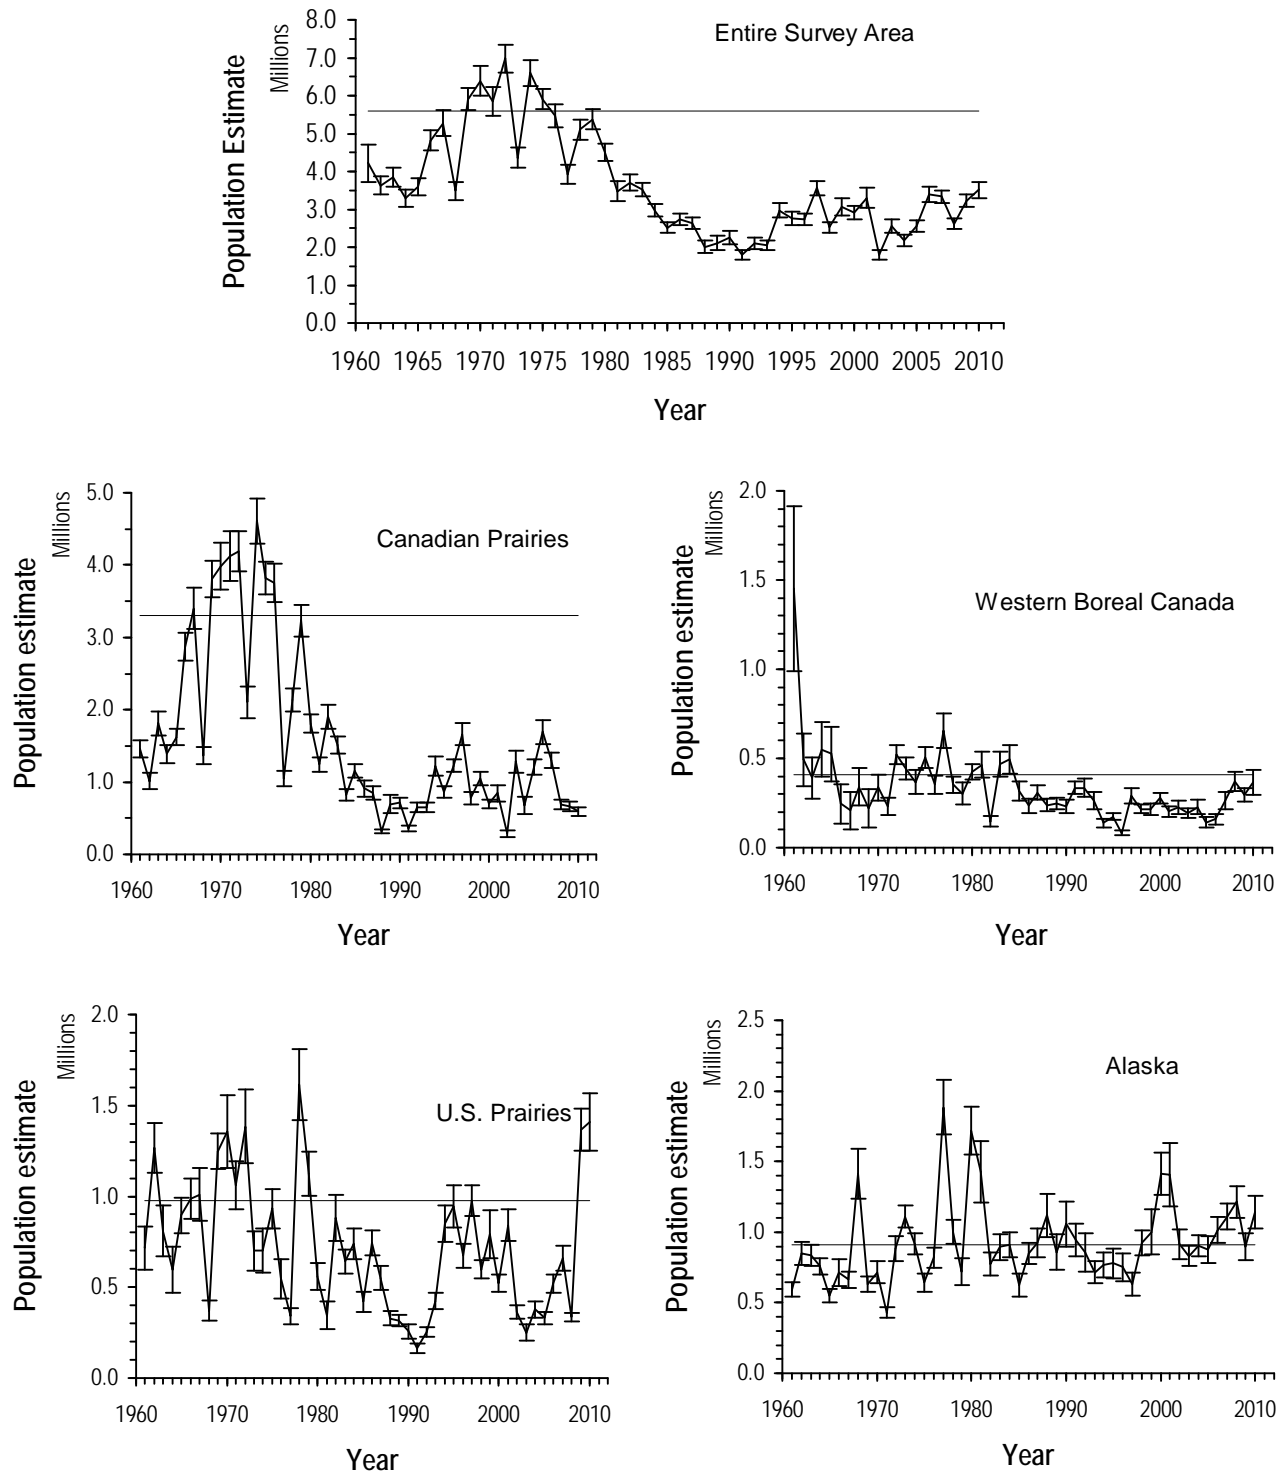 Entire Survey Area
Population Estimate
Millions
8.0
7.0
6.0
5.0
4.0
3.0
2.0
1.0
0.0
1960 1965 1970 1975 1980 1985 1990 1995 2000 2005 2010
Year
Canadian Prairies
Population estimate
Millions
5.0
4.0
3.0
2.0
1.0
0.0
1960 1970 1980 1990 2000 2010
Year
Western Boreal Canada
Population estimate
Millions
2.0
1.5
1.0
0.5
0.0
1960 1970 1980 1990 2000 2010
Year
U.S. Prairies
Population estimate
Millions
2.0
1.5
1.0
0.5
0.0
1960 1970 1980 1990 2000 2010
Year
Alaska
Population estimate
Millions
2.5
2.0
1.5
1.0
0.5
0.0
1960 1970 1980 1990 2000 2010
Year